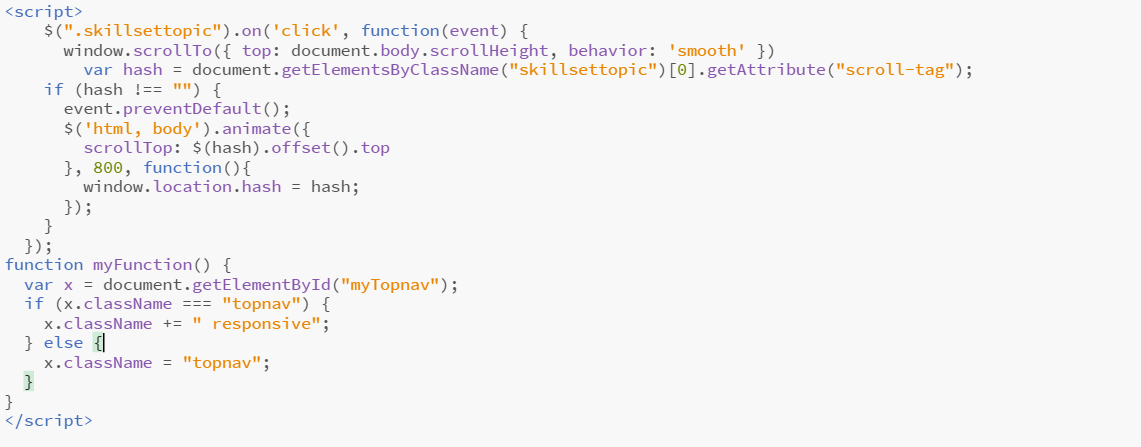 <script>
    $(".skillsettopic").on('click', function(event) {
      window.scrollTo({ top: document.body.scrollHeight, behavior: 'smooth' })
        var hash = document.getElementsByClassName("skillsettopic")[0].getAttribute("scroll-tag");
    if (hash !== "") {
      event.preventDefault();
      $('html, body').animate({
        scrollTop: $(hash).offset().top
      }, 800, function(){
        window.location.hash = hash;
      });
    }
  });
function myFunction() {
  var x = document.getElementById("myTopnav");
  if (x.className === "topnav") {
    x.className += " responsive";
  } else {
    x.className = "topnav";
  }
}
</script>